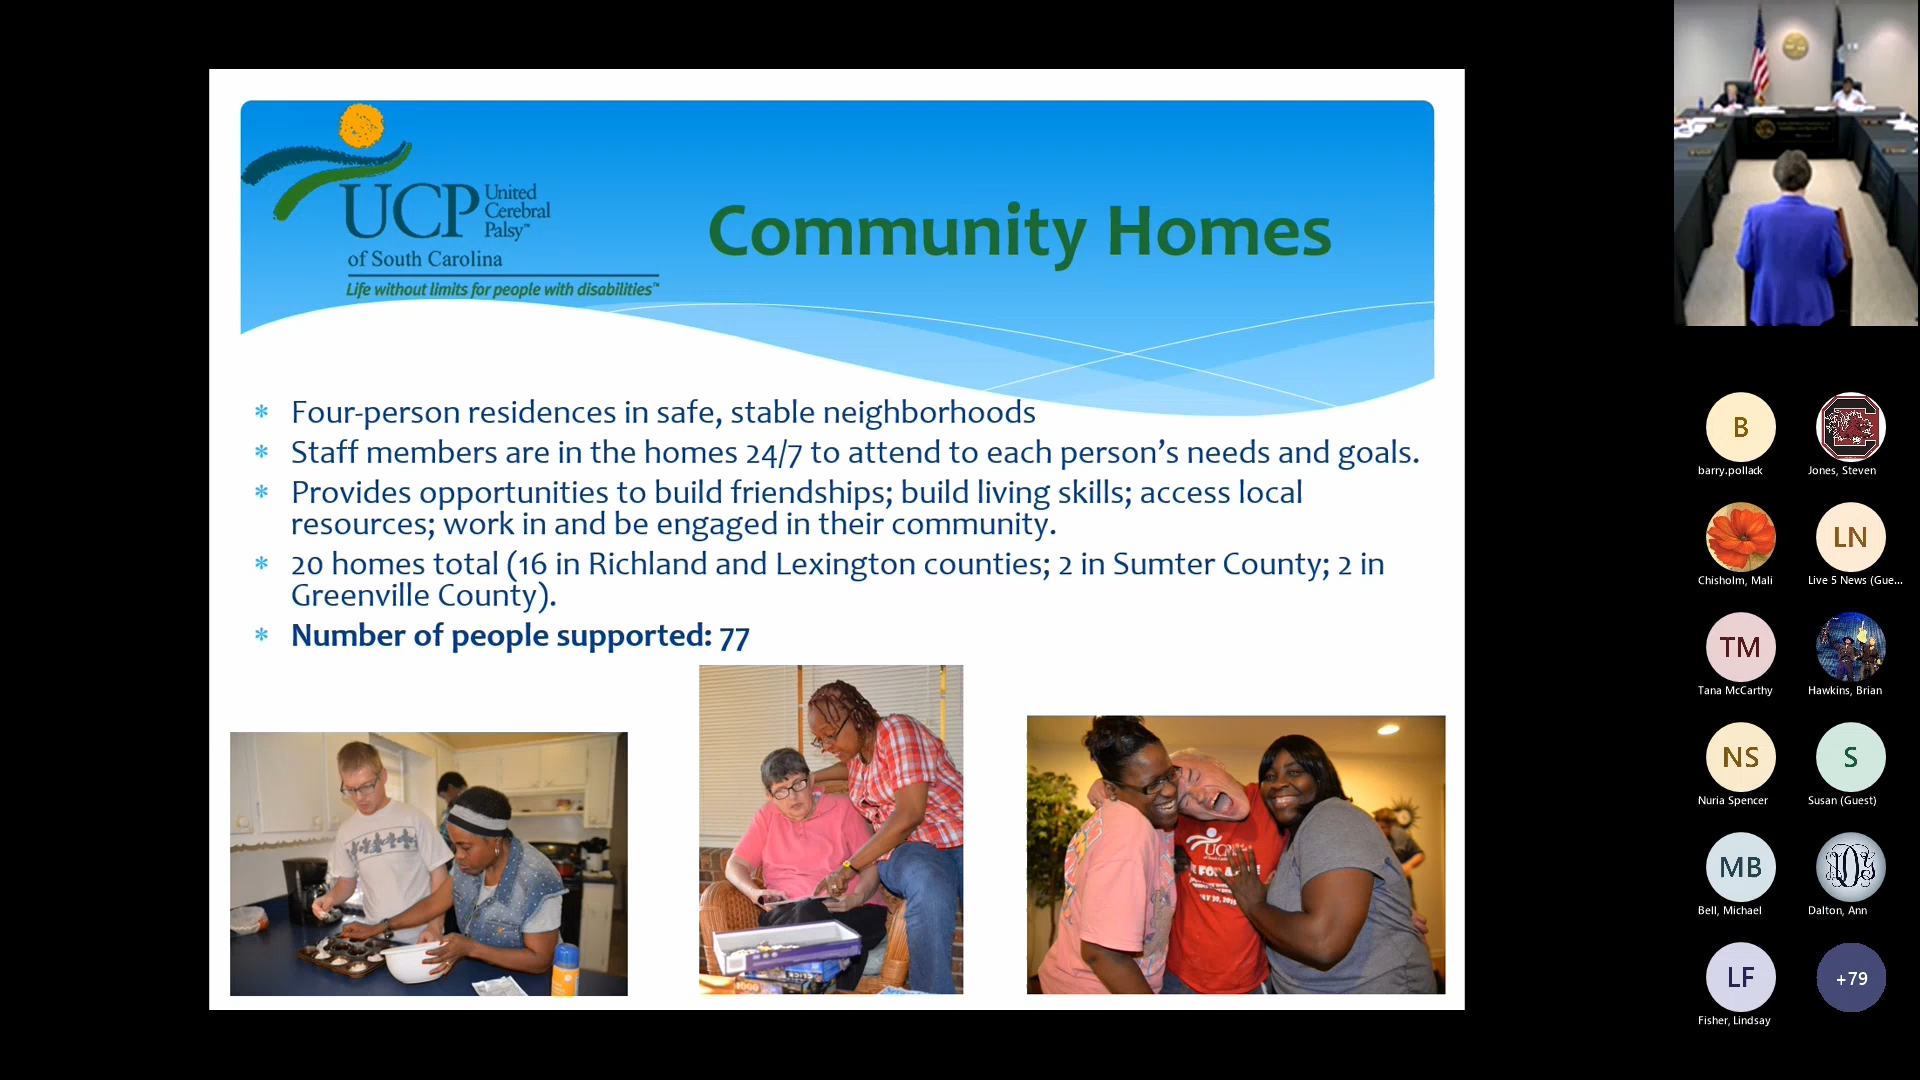 UCP
United
Cerebral
Palsy™
of South Carolina
Life without limits for people with disabilities™
Community Homes
* Four-person residences in safe, stable neighborhoods
* Staff members are in the homes 24/7 to attend to each person's needs and goals.
* Provides opportunities to build friendships; build living skills; access local
resources; work in and be engaged in their community.
* 20 homes total (16 in Richland and Lexington counties; 2 in Sumter County; 2 in
Greenville County).
* Number of people supported: 77
1000
UCP
B
barry.pollack
Jones, Steven
Chisholm, Mali
LN
Live 5 News (Gue...
TM
Tana McCarthy
Hawkins, Brian
NS
Nuria Spencer
S
Susan (Guest)
MB
Bell, Michael
Dalton, Ann
LF
Fisher, Lindsay
+79